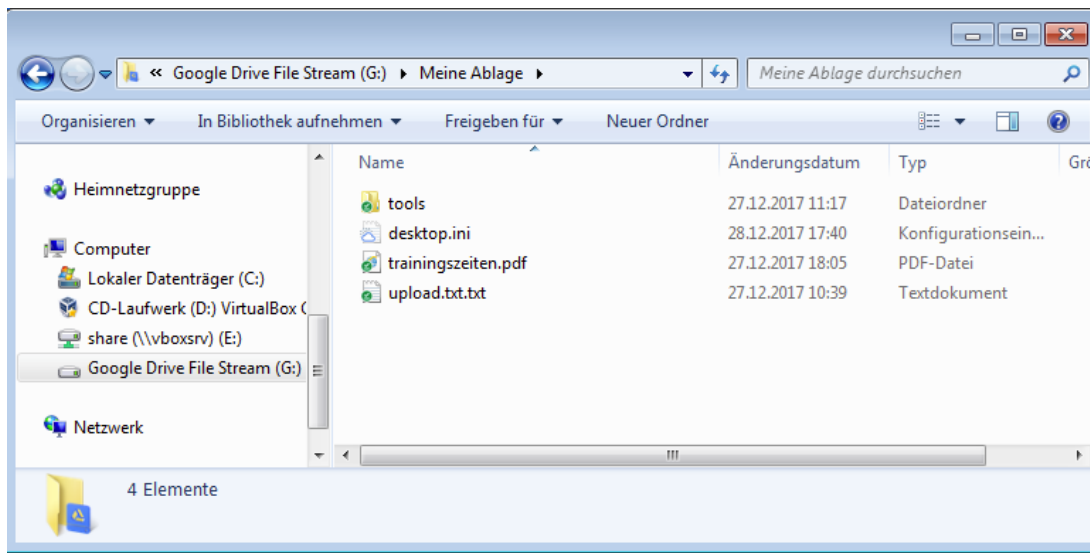 « Google Drive File Stream (G:) Meine Ablage Meine Ablage durchsuchen
Organisieren In Bibliothek aufnehmen Freigeben für Neuer Ordner
Name Änderungsdatum Typ Grö
Heimnetzgruppe
Computer
Lokaler Datenträger (C:)
CD-Laufwerk (D:) VirtualBox
share (\\vboxsrv) (E:)
Google Drive File Stream (G:)
Netzwerk
tools 27.12.2017 11:17 Dateiordner
desktop.ini 28.12.2017 17:40 Konfigurationsein...
trainingszeiten.pdf 27.12.2017 18:05 PDF-Datei
upload.txt.txt 27.12.2017 10:39 Textdokument
4 Elemente